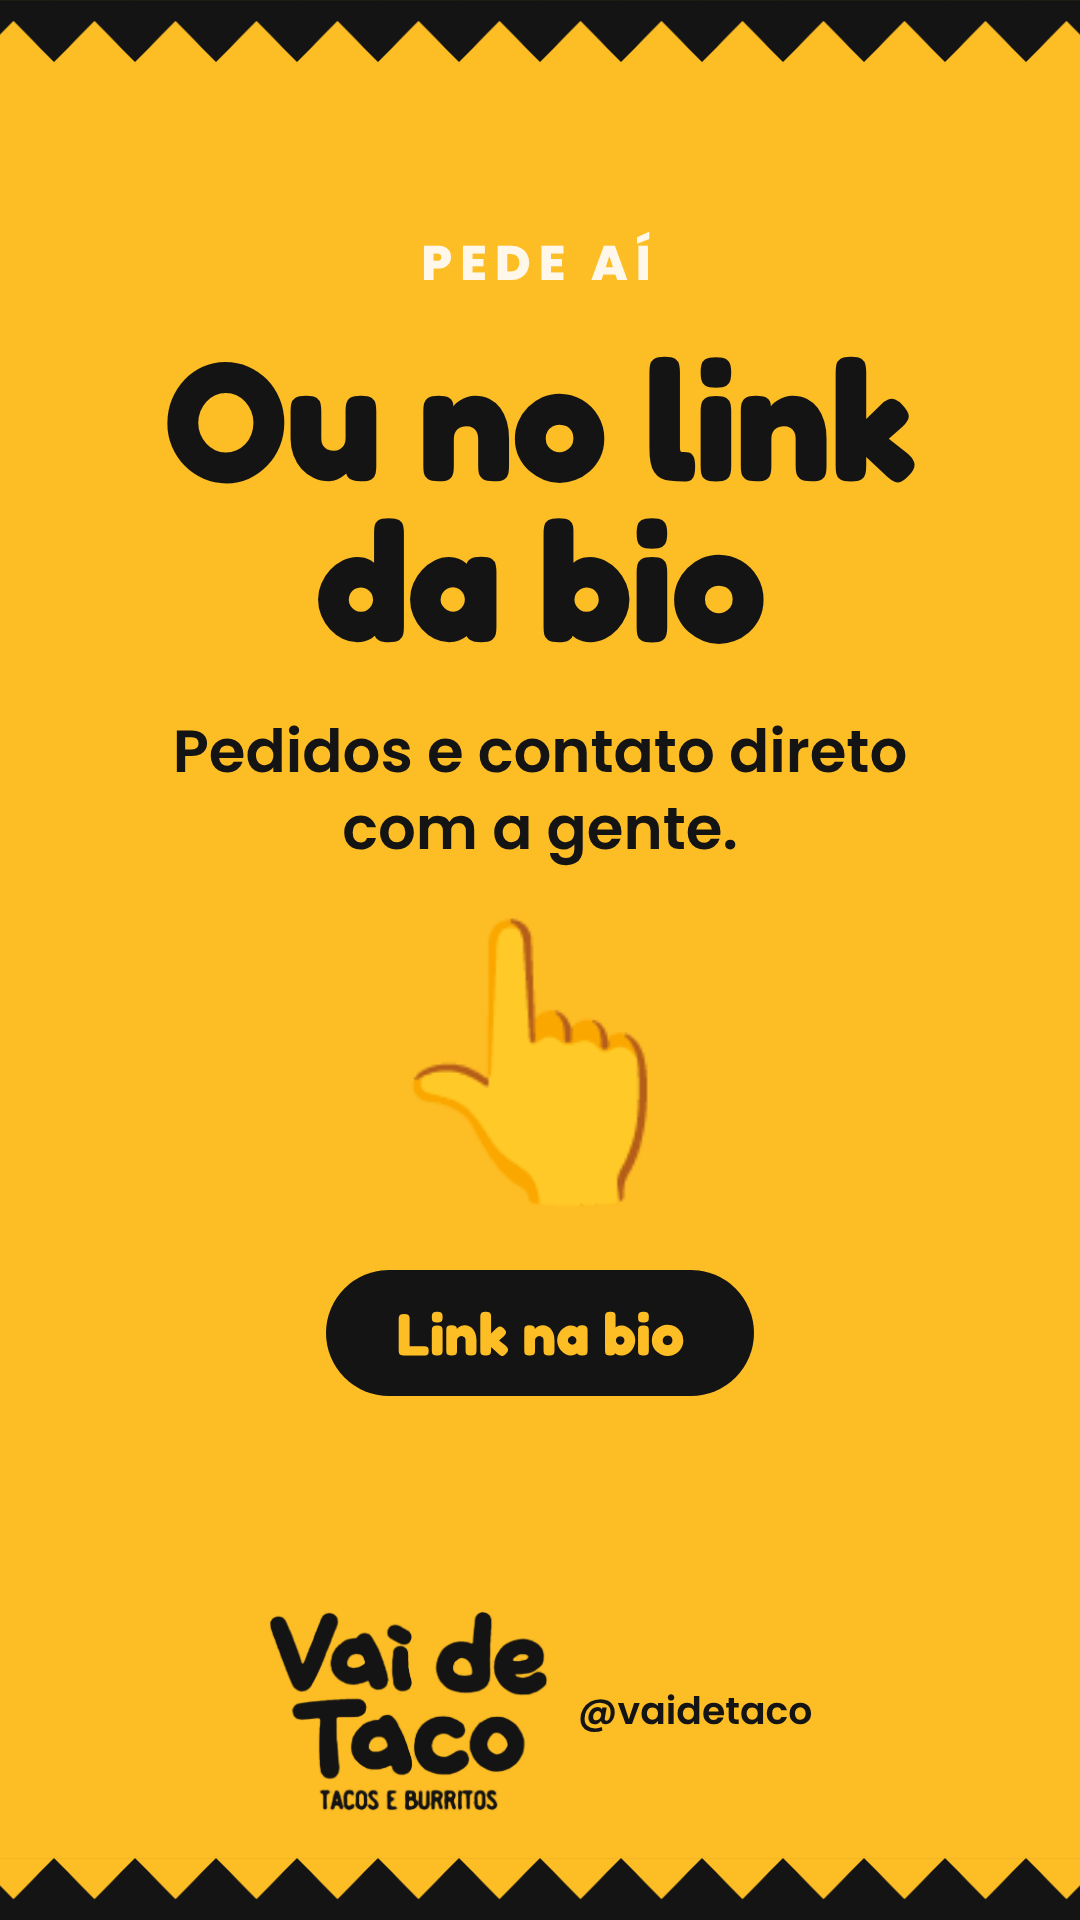 PEDE AÍ
Ou no link
da bio
Pedidos e contato direto
com a gente.
Link na bio
Vai de
Taco
TACOS E BURRITOS
@vaidetaco